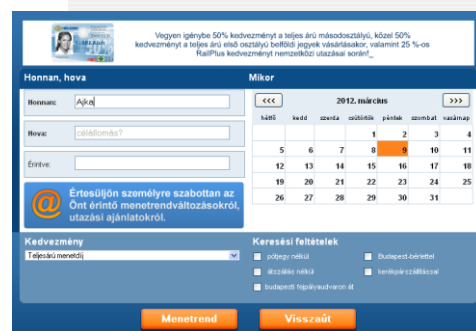 Vegyen igénybe 50% kedvezményt a teljes árú másodosztályú, közel 50%
kedvezményt a teljes árú első osztályú belföldi jegyek vásárlásakor, valamint 25 %-os
RailPlus kedvezményt nemzetközi utazásai során!
Honnan, hova
Mikor
Honnan:
Ajka
<<<
2012. március
>>>
hétfő kedd szerda csütörtök péntek szombat vasárnap
Hova:
célállomás?
1 2 3 4
5 6 7 8 9 10 11
Érintve:
12 13 14 15 16 17 18
19 20 21 22 23 24 25
26 27 28 29 30 31
@
Értesüljön személyre szabottan az
Önt érintő menetrendváltozásokról,
utazási ajánlatokról.
Kedvezmény
Teljesárú menetdíj
Keresési feltételek
pótjegy nélkül
Budapest-bérlettel
átszállás nélkül
kerékpárszállítással
budapesti fejpályaudvaron át
Menetrend
Visszaút